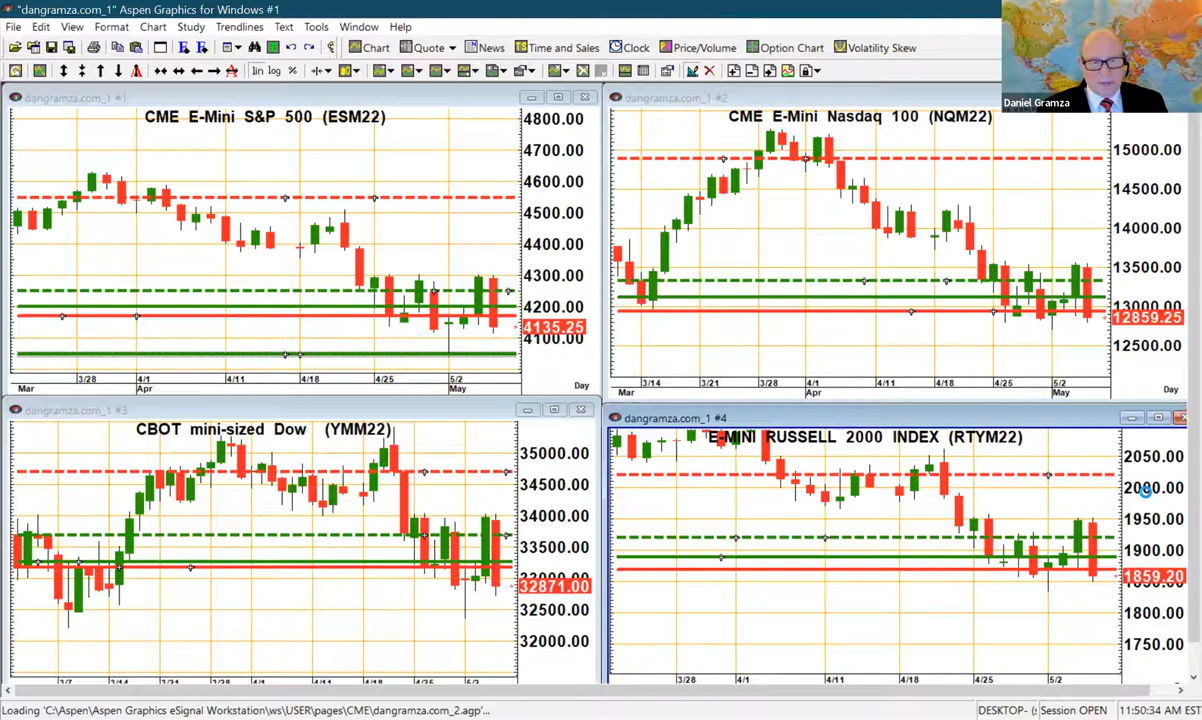 "dangramza.com_1" Aspen Graphics for Windows #1
File Edit View Format Chart Study Trendlines Text Tools Window Help
Chart Quote News Time and Sales Clock Price/Volume Option Chart Volatility Skew
lin log %
Daniel Gramza
dangramza.com_1 #1
CME E-Mini S&P 500 (ESM22)
4800.00
4700.00
4600.00
4500.00
4400.00
4300.00
4200.00
4135.25
4100.00
3/28 4/1 4/11 4/18 4/25 5/2
Mar Apr May Day
dangramza.com_1 #2
CME E-Mini Nasdaq 100 (NQM22)
15000.00
14500.00
14000.00
13500.00
13000.00
12859.25
12500.00
3/14 3/21 3/28 4/1 4/11 4/18 4/25 5/2
Mar Apr May Day
dangramza.com_1 #3
CBOT mini-sized Dow (YMM22)
35000.00
34500.00
34000.00
33500.00
33000.00
32871.00
32500.00
32000.00
3/7 3/14 3/21 3/28 4/1 4/11 4/18 4/25 5/2
dangramza.com_1 #4
E-MINI RUSSELL 2000 INDEX (RTYM22)
2050.00
2000.00
1950.00
1900.00
1859.20
1850.00
1800.00
1750.00
3/28 4/1 4/11 4/18 4/25 5/2
Loading 'C:\Aspen\Aspen Graphics eSignal Workstation\ws\USER\pages\CME\dangramza.com_2.agp'...
DESKTOP- ( Session OPEN 11:50:34 AM EST